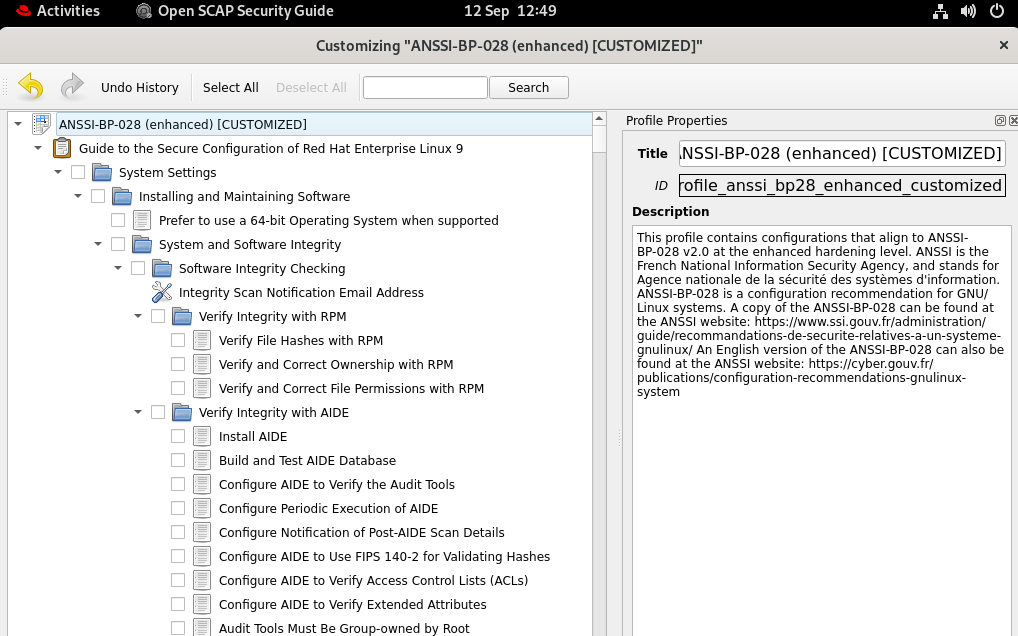 Activities
Open SCAP Security Guide
12 Sep 12:49
Customizing "ANSSI-BP-028 (enhanced) [CUSTOMIZED]"
Undo History
Select All
Deselect All
Search
ANSSI-BP-028 (enhanced) [CUSTOMIZED]
Guide to the Secure Configuration of Red Hat Enterprise Linux 9
System Settings
Installing and Maintaining Software
Prefer to use a 64-bit Operating System when supported
System and Software Integrity
Software Integrity Checking
Integrity Scan Notification Email Address
Verify Integrity with RPM
Verify File Hashes with RPM
Verify and Correct Ownership with RPM
Verify and Correct File Permissions with RPM
Verify Integrity with AIDE
Install AIDE
Build and Test AIDE Database
Configure AIDE to Verify the Audit Tools
Configure Periodic Execution of AIDE
Configure Notification of Post-AIDE Scan Details
Configure AIDE to Use FIPS 140-2 for Validating Hashes
Configure AIDE to Verify Access Control Lists (ACLs)
Configure AIDE to Verify Extended Attributes
Audit Tools Must Be Group-owned by Root
Profile Properties
Title
NSSI-BP-028 (enhanced) [CUSTOMIZED]
ID
rofile_anssi_bp28_enhanced_customized
Description
This profile contains configurations that align to ANSSI-
BP-028 v2.0 at the enhanced hardening level. ANSSI is the
French National Information Security Agency, and stands for
Agence nationale de la sécurité des systèmes d'information.
ANSSI-BP-028 is a configuration recommendation for GNU/
Linux systems. A copy of the ANSSI-BP-028 can be found at
the ANSSI website: https://www.ssi.gouv.fr/administration/
guide/recommandations-de-securite-relatives-a-un-systeme-
gnulinux/ An English version of the ANSSI-BP-028 can also be
found at the ANSSI website: https://cyber.gouv.fr/
publications/configuration-recommendations-gnulinux-
system